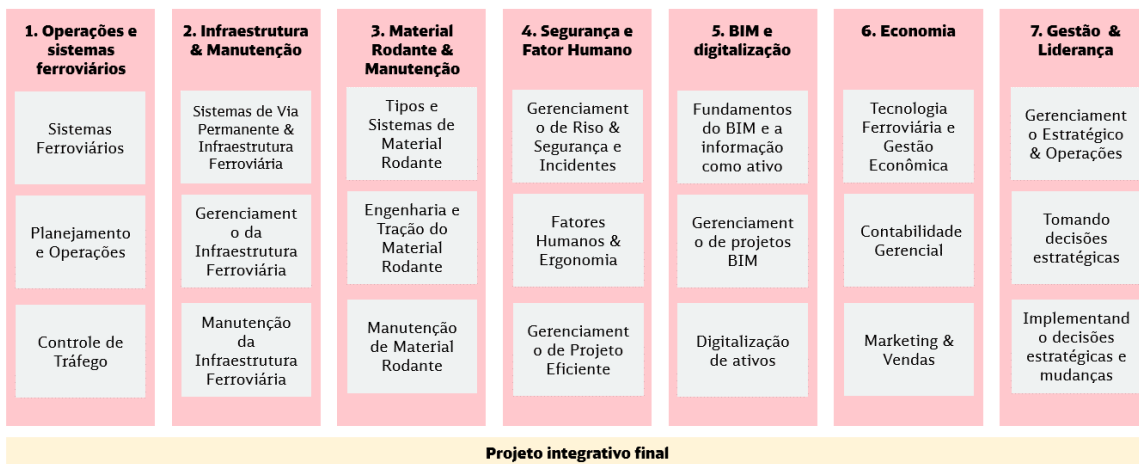 1. Operações e
sistemas
ferroviários
Sistemas
Ferroviários
Planejamento
e Operações
Controle de
Tráfego
2. Infraestrutura
& Manutenção
Sistemas de Via
Permanente &
Infraestrutura
Ferroviária
Gerenciament
o da
Infraestrutura
Ferroviária
Manutenção
da
Infraestrutura
Ferroviária
3. Material
Rodante &
Manutenção
Tipos e
Sistemas de
Material
Rodante
Engenharia e
Tração do
Material
Rodante
Manutenção
de Material
Rodante
4. Segurança e
Fator Humano
Gerenciament
o de Riso &
Segurança e
Incidentes
Fatores
Humanos &
Ergonomia
Gerenciament
o de Projeto
Eficiente
5. BIM e
digitalização
Fundamentos
do BIM e a
informação
como ativo
Gerenciament
o de projetos
BIM
Digitalização
de ativos
6. Economia
Tecnologia
Ferroviária e
Gestão
Econômica
Contabilidade
Gerencial
Marketing &
Vendas
7. Gestão &
Liderança
Gerenciament
o Estratégico
& Operações
Tomando
decisões
estratégicas
Implementand
o decisões
estratégicas e
mudanças
Projeto integrativo final